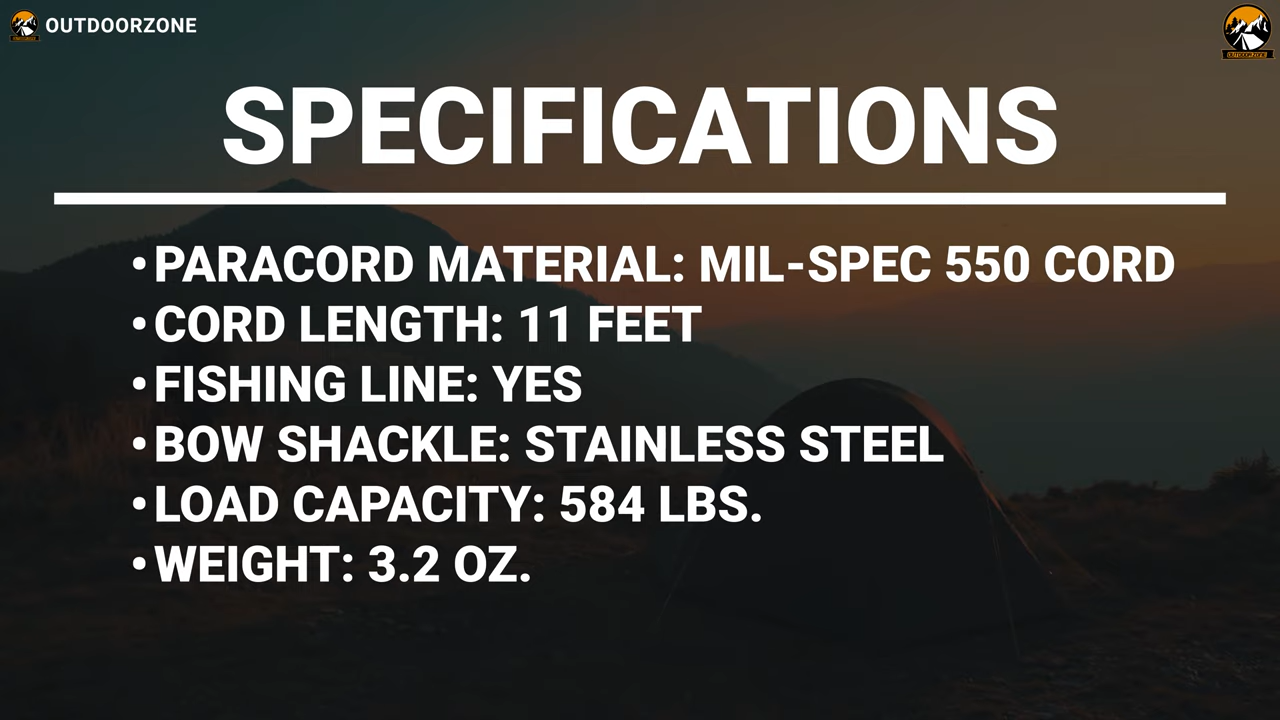 OUTDOORZONE
SPECIFICATIONS
•PARACORD MATERIAL: MIL-SPEC 550 CORD
•CORD LENGTH: 11 FEET
•FISHING LINE: YES
•BOW SHACKLE: STAINLESS STEEL
•LOAD CAPACITY: 584 LBS.
•WEIGHT: 3.2 OZ.
OUTDOORZONE